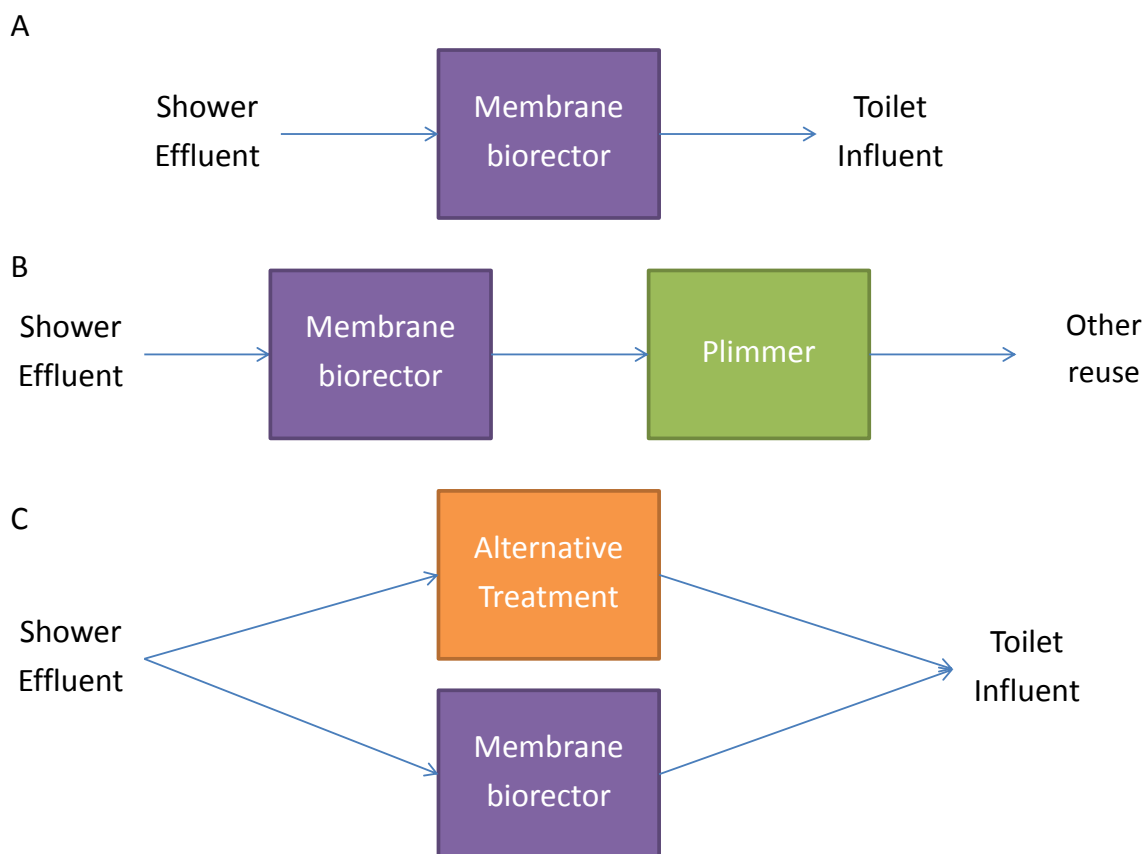 A
Shower
Effluent
Membrane
biorector
Toilet
Influent
B
Shower
Effluent
Membrane
biorector
Plimmer
Other
reuse
C
Shower
Effluent
Alternative
Treatment
Membrane
biorector
Toilet
Influent